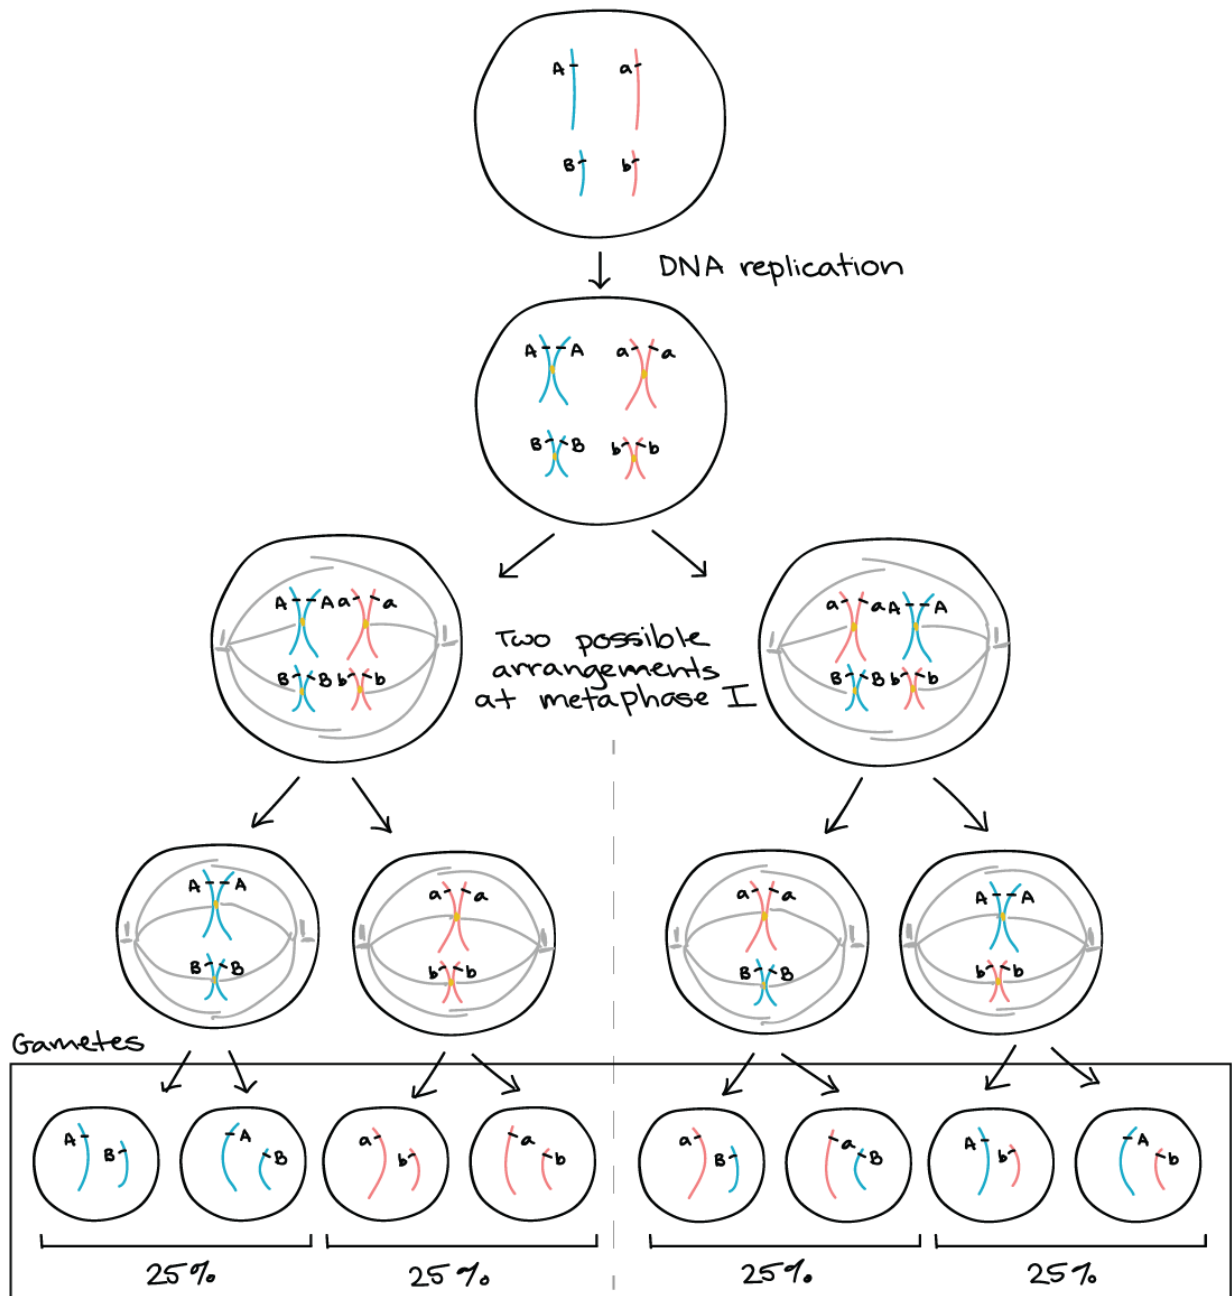 A a
B b
DNA replication
A A a a
B B b b
A A a a
B B b b
Two possible
arrangements
at metaphase I
a a A A
B B b b
A A
B B
a a
b b
a a
B B
A A
b b
Gametes
A B
A B
a b
a b
a B
a B
A b
A b
25% 25% 25% 25%